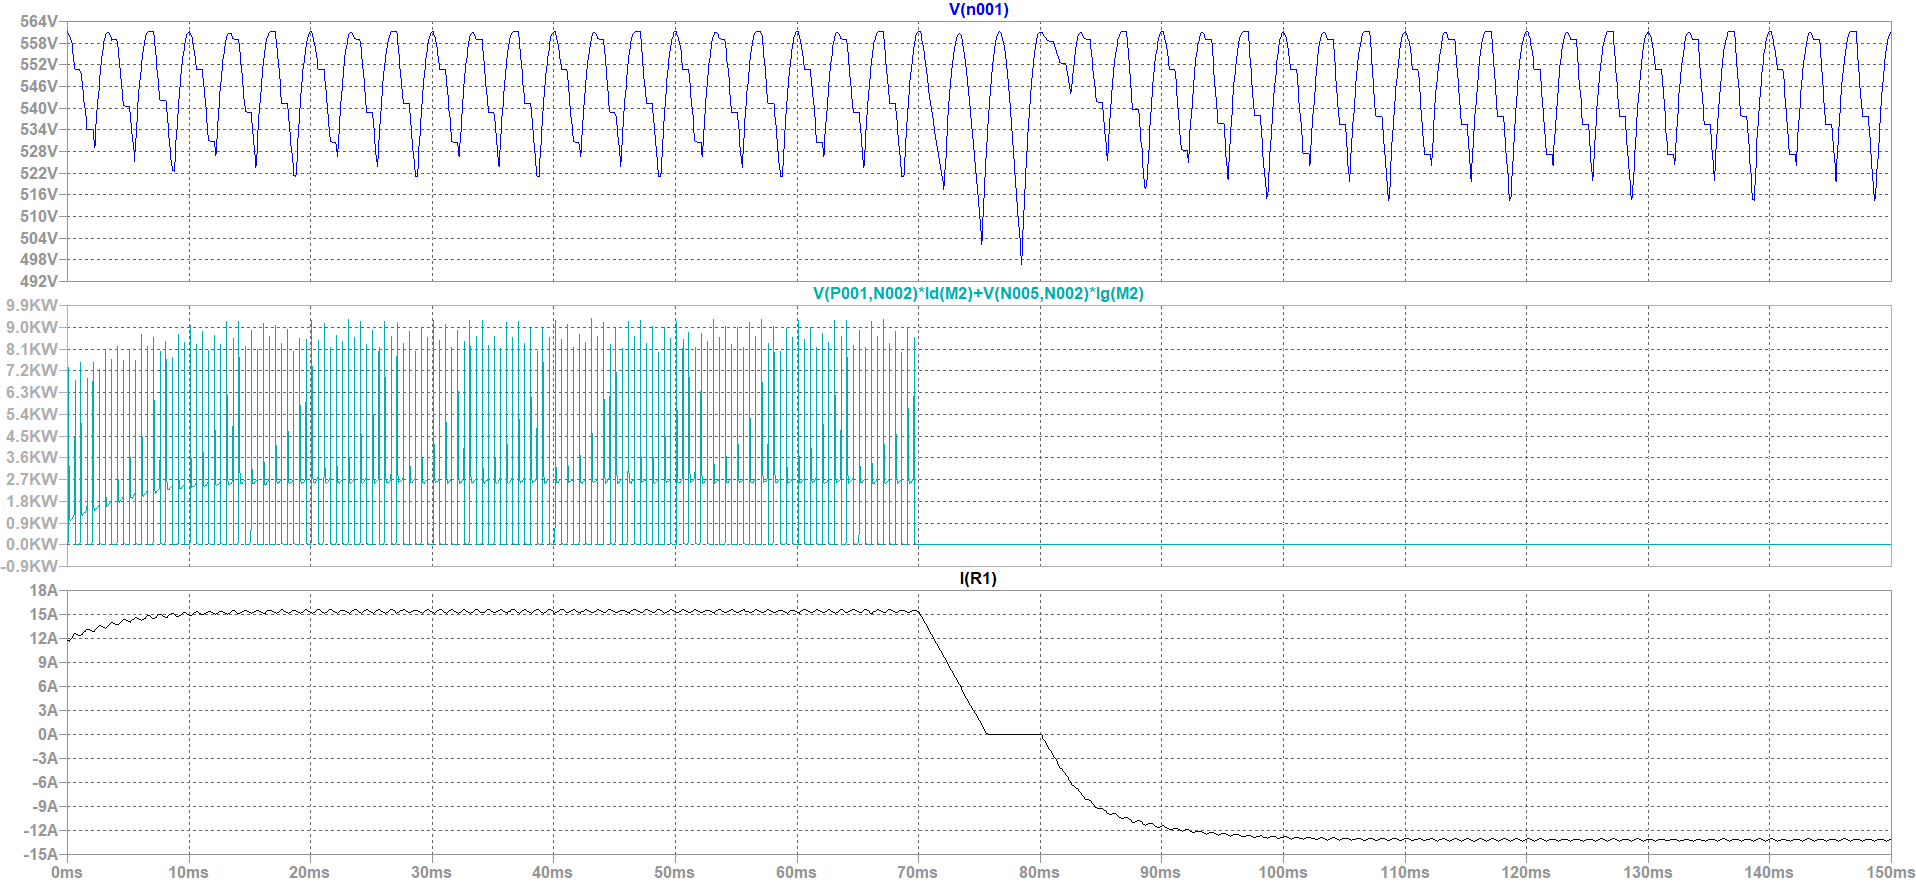 V(n001)
564V
558V
552V
546V
540V
534V
528V
522V
516V
510V
504V
498V
492V
V(P001,N002)*Id(M2)+V(N005,N002)*Ig(M2)
9.9KW
9.0KW
8.1KW
7.2KW
6.3KW
5.4KW
4.5KW
3.6KW
2.7KW
1.8KW
0.9KW
0.0KW
-0.9KW
I(R1)
18A
15A
12A
9A
6A
3A
0A
-3A
-6A
-9A
-12A
-15A
0ms 10ms 20ms 30ms 40ms 50ms 60ms 70ms 80ms 90ms 100ms 110ms 120ms 130ms 140ms 150ms